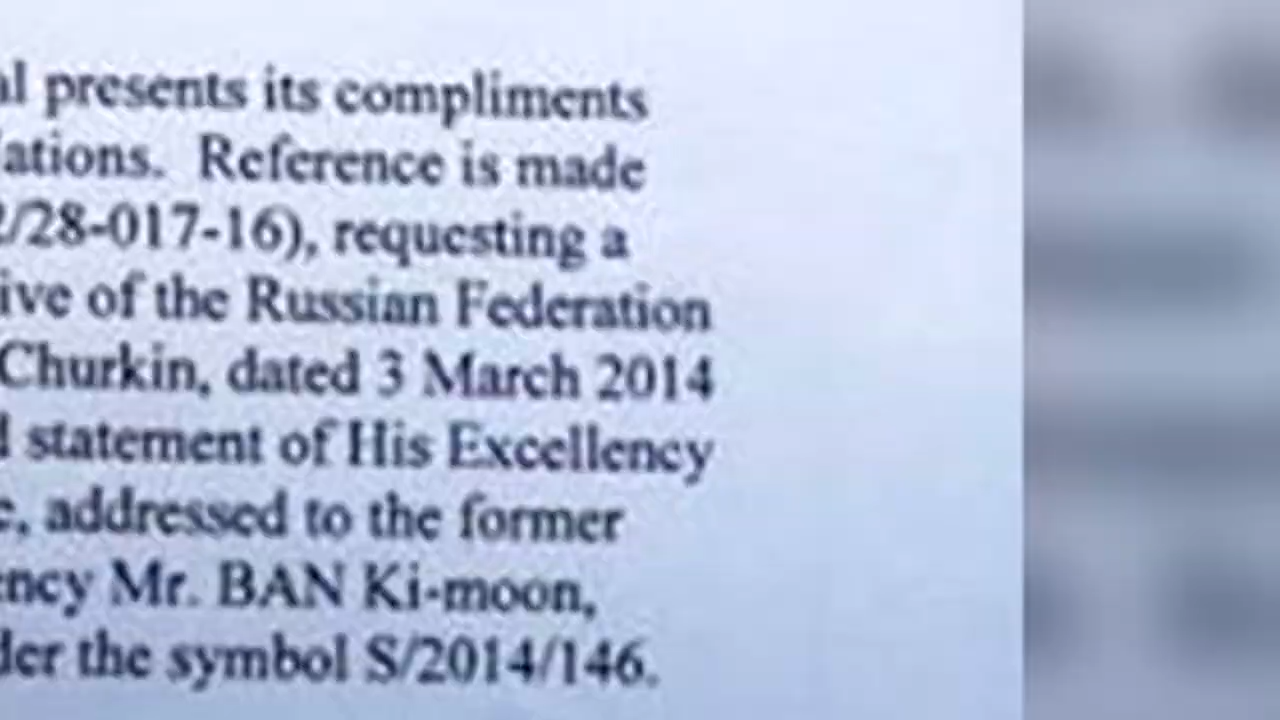 al presents its compliments
ations. Reference is made
2/28-017-16), requesting a
ive of the Russian Federation
Churkin, dated 3 March 2014
d statement of His Excellency
e, addressed to the former
ency Mr. BAN Ki-moon,
der the symbol S/2014/146.